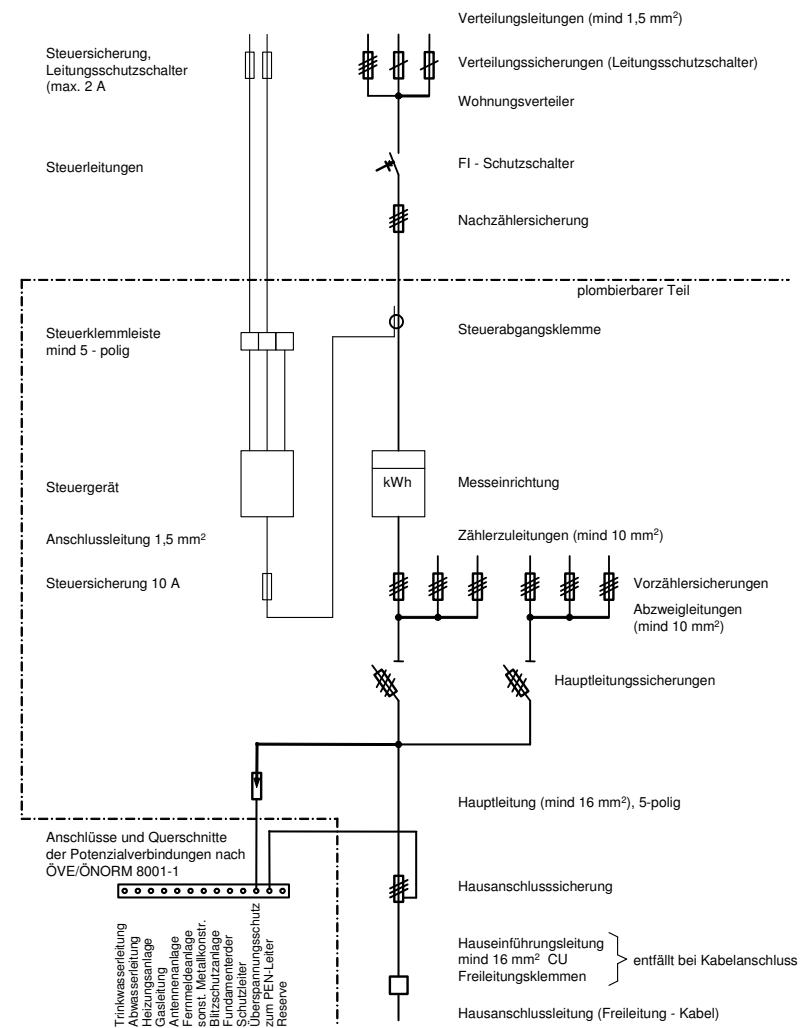 Verteilungsleitungen (mind 1,5 mm²)
Steuersicherung,
Leitungsschutzschalter
(max. 2 A
Verteilungssicherungen (Leitungsschutzschalter)
Wohnungsverteiler
Steuerleitungen
FI - Schutzschalter
Nachzählersicherung
plombierbarer Teil
Steuerklemmleiste
mind 5 - polig
Steuerabgangsklemme
Steuergerät
kWh
Messeinrichtung
Anschlussleitung 1,5 mm²
Zählerzuleitungen (mind 10 mm²)
Steuersicherung 10 A
Vorzählersicherungen
Abzweigleitungen
(mind 10 mm²)
Hauptleitungssicherungen
Hauptleitung (mind 16 mm²), 5-polig
Anschlüsse und Querschnitte
der Potenzialverbindungen nach
ÖVE/ÖNORM 8001-1
Hausanschlusssicherung
Trinkwasserleitung
Abwasserleitung
Heizungsanlage
Gasleitung
Antennenanlage
Fernmeldeanlage
sonst. Metallkonstr.
Blitzschutzanlage
Fundamenterder
Schutzleiter
Überspannungsschutz
zum PEN-Leiter
Reserve
Hauseinführungsleitung
mind 16 mm² CU
Freileitungsklemmen
entfällt bei Kabelanschluss
Hausanschlussleitung (Freileitung - Kabel)